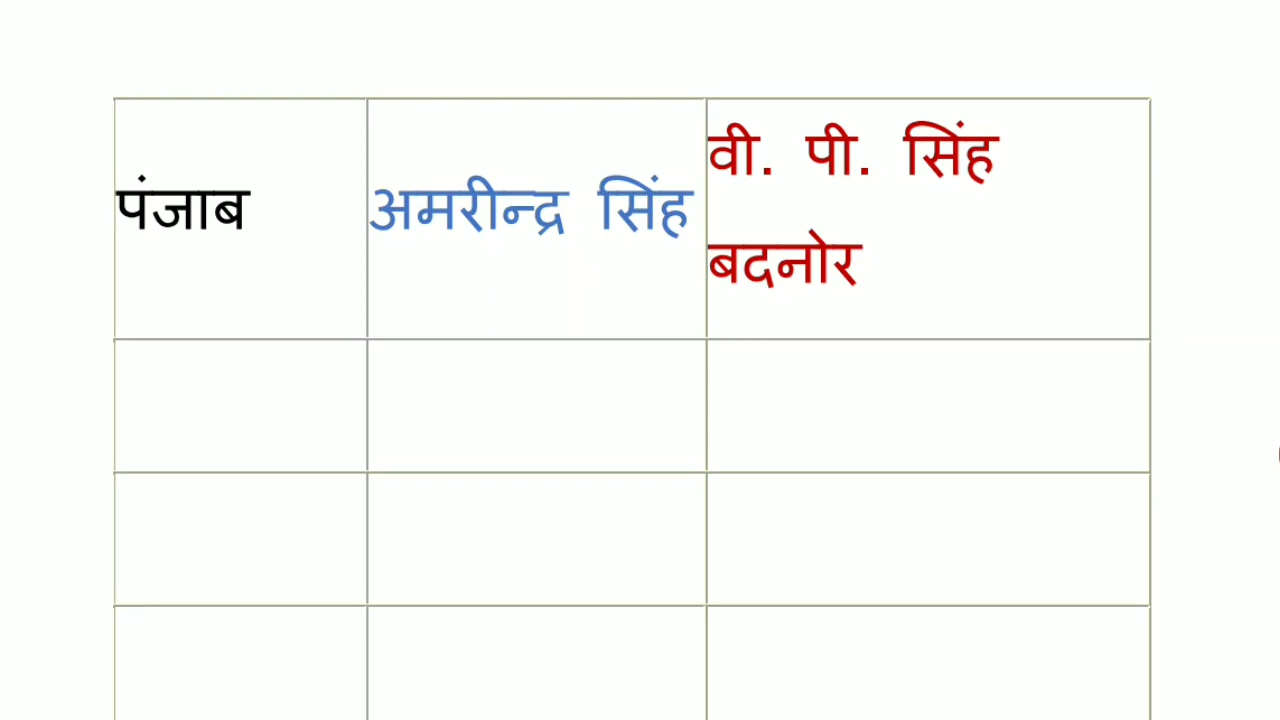 पंजाब
अमरीन्द्र सिंह
वी. पी. सिंह
बदनोर